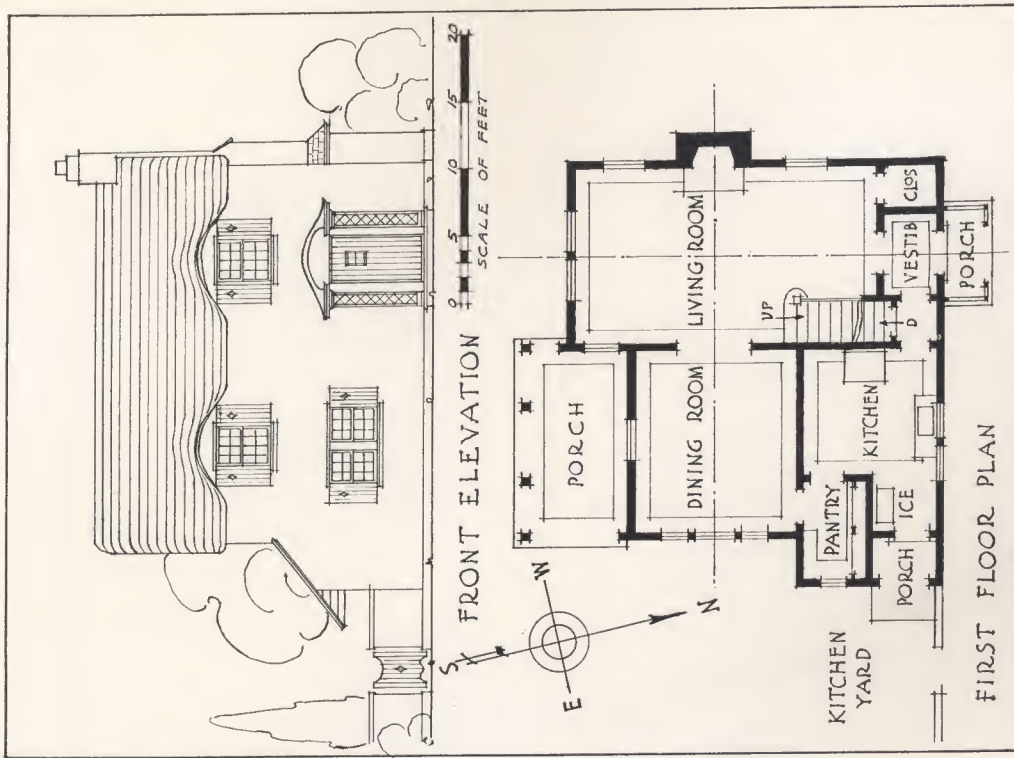 FRONT ELEVATION
0 5 10 15 20
SCALE OF FEET
S
W
E
N
PORCH
LIVING ROOM
DINING ROOM
UP
D
CLOS
VESTIB
PORCH
KITCHEN
PANTRY
ICE
PORCH
KITCHEN
YARD
FIRST FLOOR PLAN